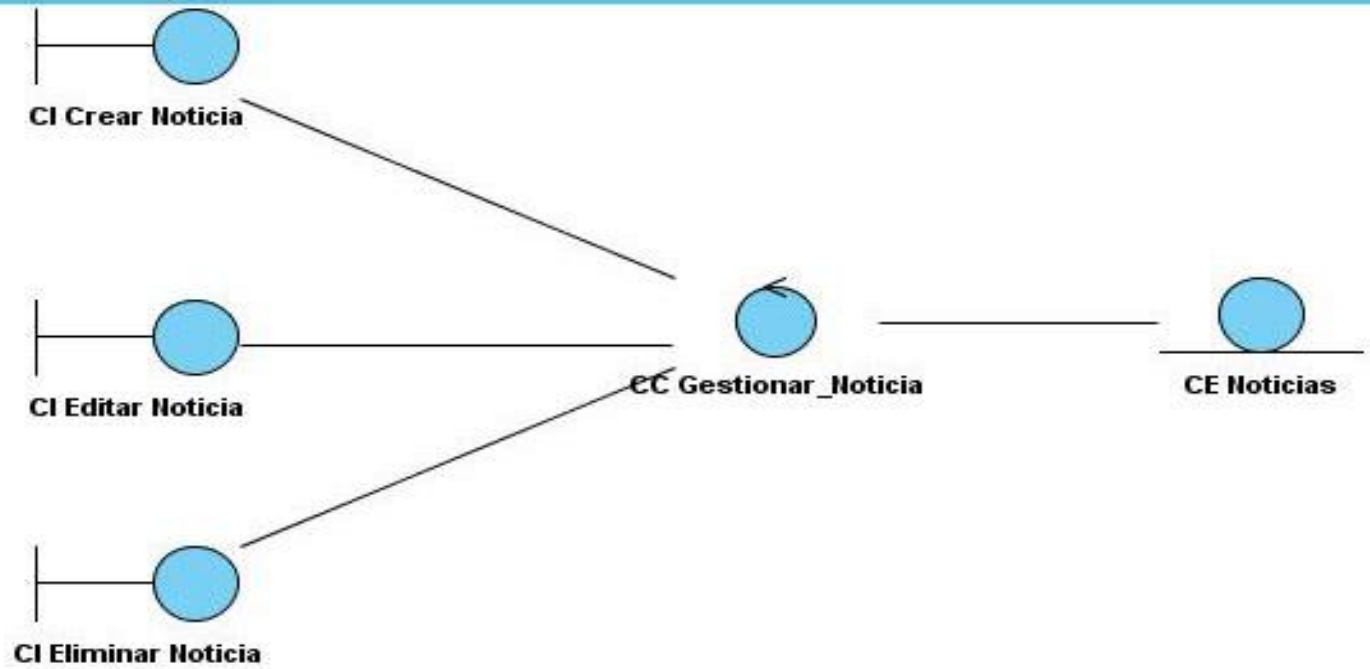 CI Crear Noticia
CI Editar Noticia
CC Gestionar_Noticia
CE Noticias
CI Eliminar Noticia